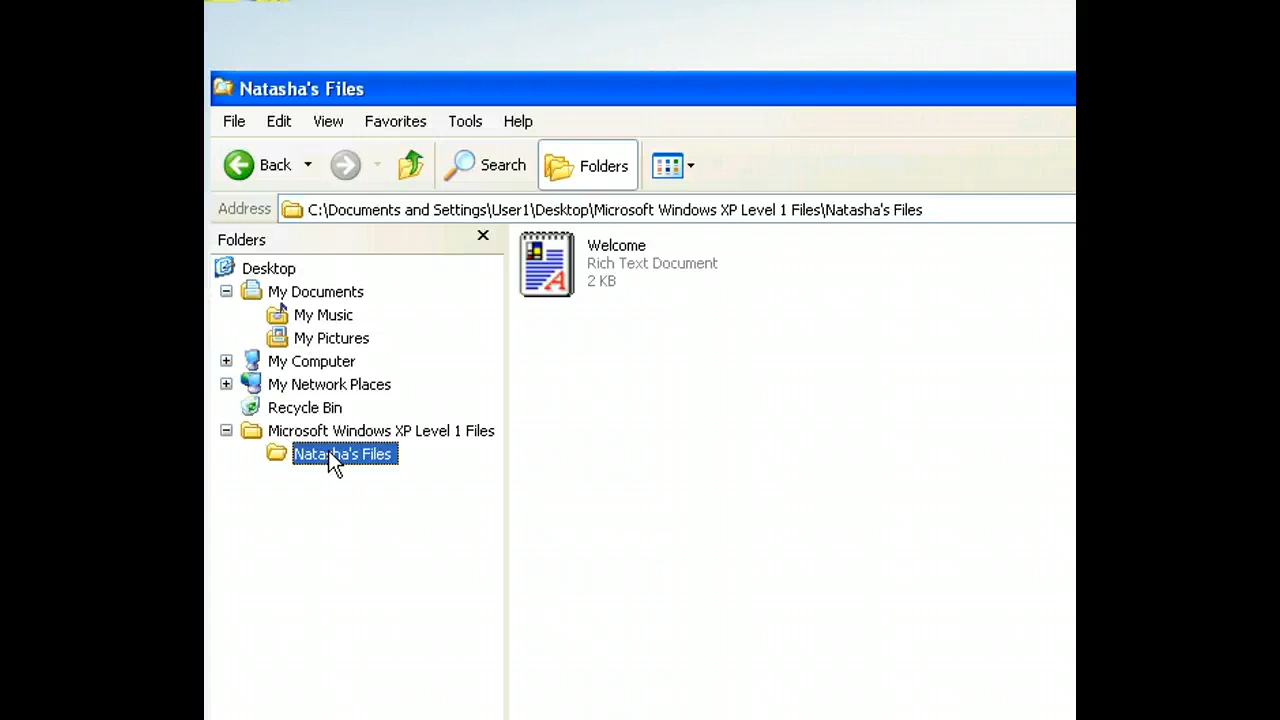 Natasha's Files
File Edit View Favorites Tools Help
Back Search Folders
Address C:\Documents and Settings\User1\Desktop\Microsoft Windows XP Level 1 Files\Natasha's Files
Folders
Desktop
My Documents
My Music
My Pictures
My Computer
My Network Places
Recycle Bin
Microsoft Windows XP Level 1 Files
Natasha's Files
Welcome
Rich Text Document
2 KB